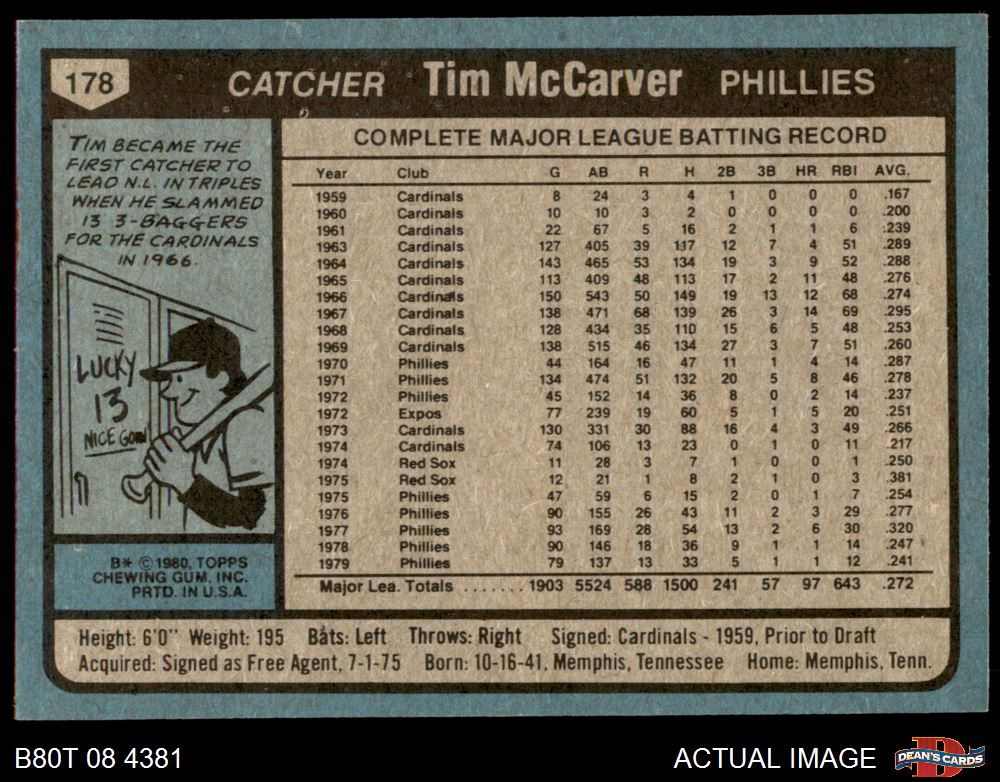 178 CATCHER Tim McCarver PHILLIES
TIM BECAME THE
FIRST CATCHER TO
LEAD N.L. IN TRIPLES
WHEN HE SLAMMED
13 3-BAGGERS
FOR THE CARDINALS
IN 1966.
LUCKY
13
NICE GOIN'
B* © 1980, TOPPS
CHEWING GUM, INC.
PRTD. IN U.S.A.
COMPLETE MAJOR LEAGUE BATTING RECORD
Year Club G AB R H 2B 3B HR RBI AVG.
1959 Cardinals 8 24 3 4 1 0 0 0 .167
1960 Cardinals 10 10 3 2 0 0 0 0 .200
1961 Cardinals 22 67 5 16 2 1 1 6 .239
1963 Cardinals 127 405 39 117 12 7 4 51 .289
1964 Cardinals 143 465 53 134 19 3 9 52 .288
1965 Cardinals 113 409 48 113 17 2 11 48 .276
1966 Cardinals 150 543 50 149 19 13 12 68 .274
1967 Cardinals 138 471 68 139 26 3 14 69 .295
1968 Cardinals 128 434 35 110 15 6 5 48 .253
1969 Cardinals 138 515 46 134 27 3 7 51 .260
1970 Phillies 44 164 16 47 11 1 4 14 .287
1971 Phillies 134 474 51 132 20 5 8 46 .278
1972 Phillies 45 152 14 36 8 0 2 14 .237
1972 Expos 77 239 19 60 5 1 5 20 .251
1973 Cardinals 130 331 30 88 16 4 3 49 .266
1974 Cardinals 74 106 13 23 0 1 0 11 .217
1974 Red Sox 11 28 3 7 1 0 0 1 .250
1975 Red Sox 12 21 1 8 2 1 0 3 .381
1975 Phillies 47 59 6 15 2 0 1 7 .254
1976 Phillies 90 155 26 43 11 2 3 29 .277
1977 Phillies 93 169 28 54 13 2 6 30 .320
1978 Phillies 90 146 18 36 9 1 1 14 .247
1979 Phillies 79 137 13 33 5 1 1 12 .241
Major Lea. Totals ....... 1903 5524 588 1500 241 57 97 643 .272
Height: 6'0" Weight: 195 Bats: Left Throws: Right Signed: Cardinals - 1959, Prior to Draft
Acquired: Signed as Free Agent, 7-1-75 Born: 10-16-41, Memphis, Tennessee Home: Memphis, Tenn.
B80T 08 4381 ACTUAL IMAGE D DEAN'S CARDS